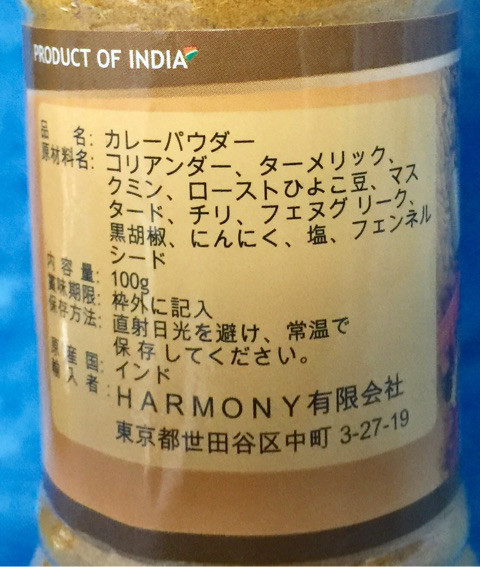 PRODUCT OF INDIA
品 名: カレーパウダー
原材料名: コリアンダー、ターメリック、
クミン、ローストひよこ豆、マス
タード、チリ、フェヌグリーク、
黒胡椒、にんにく、塩、フェンネル
シード
内 容 量: 100g
賞味期限: 枠外に記入
保存方法: 直射日光を避け、常温で
保存してください。
原 産 国: インド
輸 入 者: HARMONY有限会社
東京都世田谷区中町 3-27-19